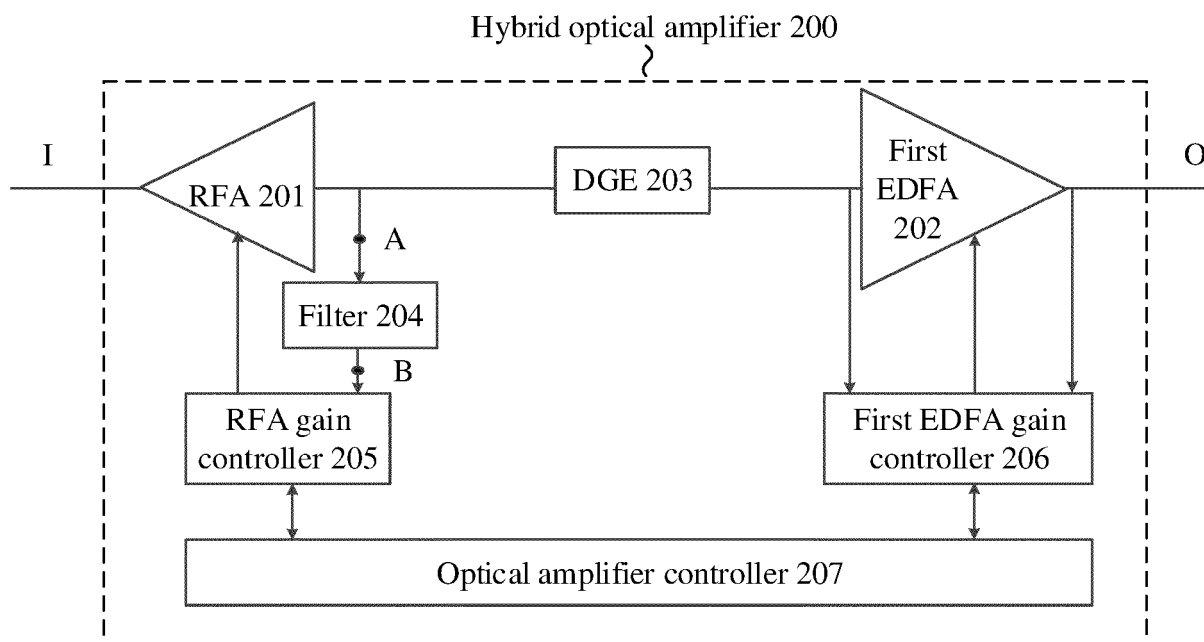 Hybrid optical amplifier 200
I
RFA 201
DGE 203
First
EDFA
202
O
A
Filter 204
B
RFA gain
controller 205
First EDFA gain
controller 206
Optical amplifier controller 207